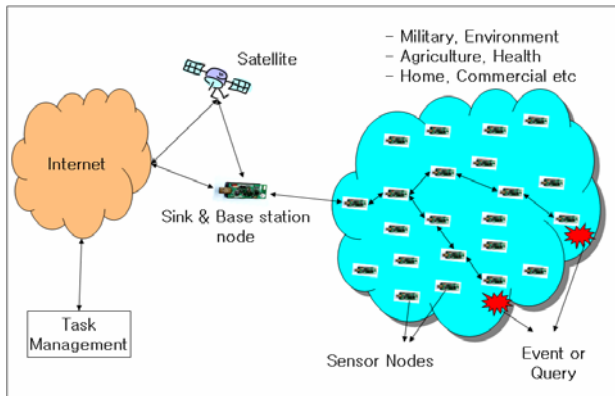 - Military, Environment
- Agriculture, Health
- Home, Commercial etc
Satellite
Internet
Sink & Base station
node
Task
Management
Sensor Nodes
Event or
Query